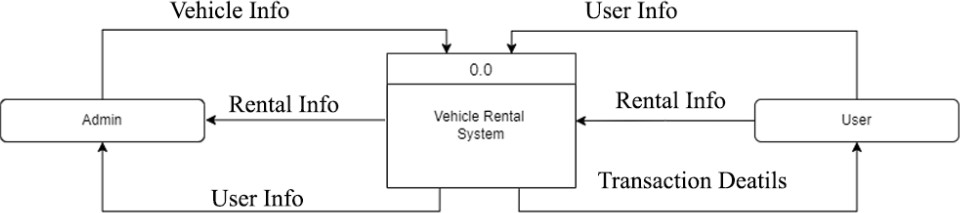 Vehicle Info
User Info
0.0
Rental Info
Rental Info
Admin
Vehicle Rental
System
User
User Info
Transaction Deatils